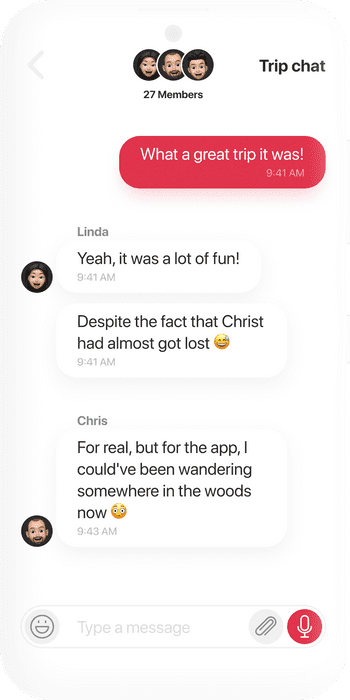 Trip chat
27 Members
What a great trip it was!
9:41 AM
Linda
Yeah, it was a lot of fun!
9:41 AM
Despite the fact that Christ
had almost got lost 😅
9:41 AM
Chris
For real, but for the app, I
could've been wandering
somewhere in the woods
now 😳
9:43 AM
Type a message